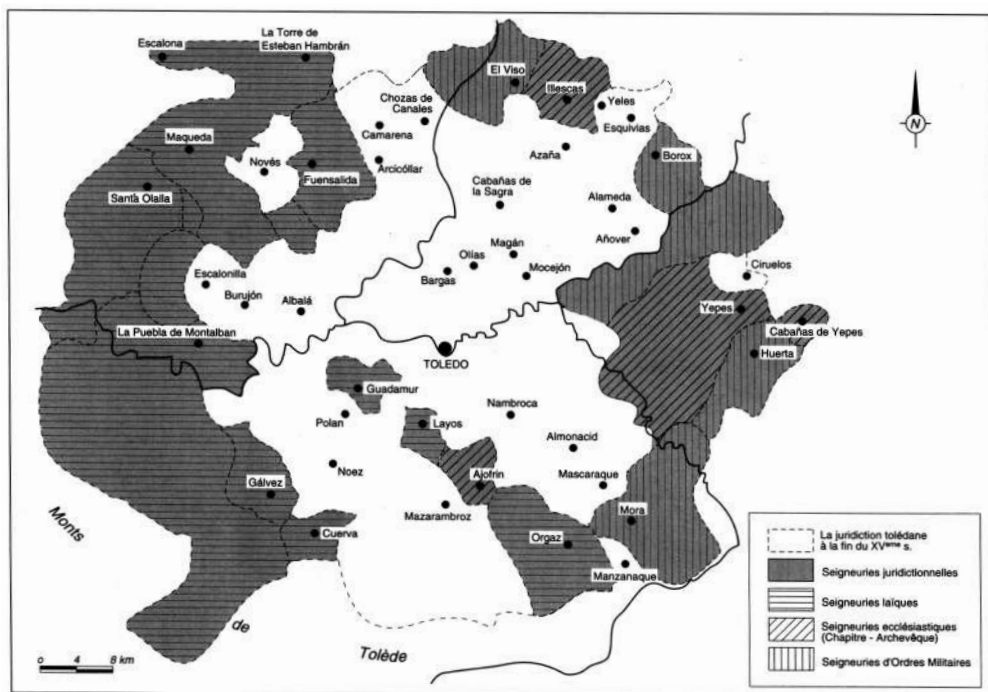 Escalona
La Torre de
Esteban Hambrán
El Viso
Illescas
Yeles
Esquivias
Chozas de
Canales
Camarena
Arcicóllar
Maqueda
Novés
Fuensalida
Santa Olalla
Azaña
Borox
Cabañas de
la Sagra
Alameda
Añover
Magán
Olías
Bargas
Mocejón
Ciruelos
Escalonilla
Burujón
Albalá
Yepes
Cabañas de Yepes
Huerta
La Puebla de Montalban
TOLEDO
Guadamur
Polan
Layos
Nambroca
Almonacid
Noez
Ajofrin
Mascaraque
Gálvez
Mazarambroz
Mora
Cuerva
Orgaz
Manzanaque
Monts
de
Tolède
N
0 4 8 km
La juridiction tolédane
à la fin du XVème s.
Seigneuries juridictionnelles
Seigneuries laïques
Seigneuries ecclésiastiques
(Chapitre - Archevêque)
Seigneuries d'Ordres Militaires